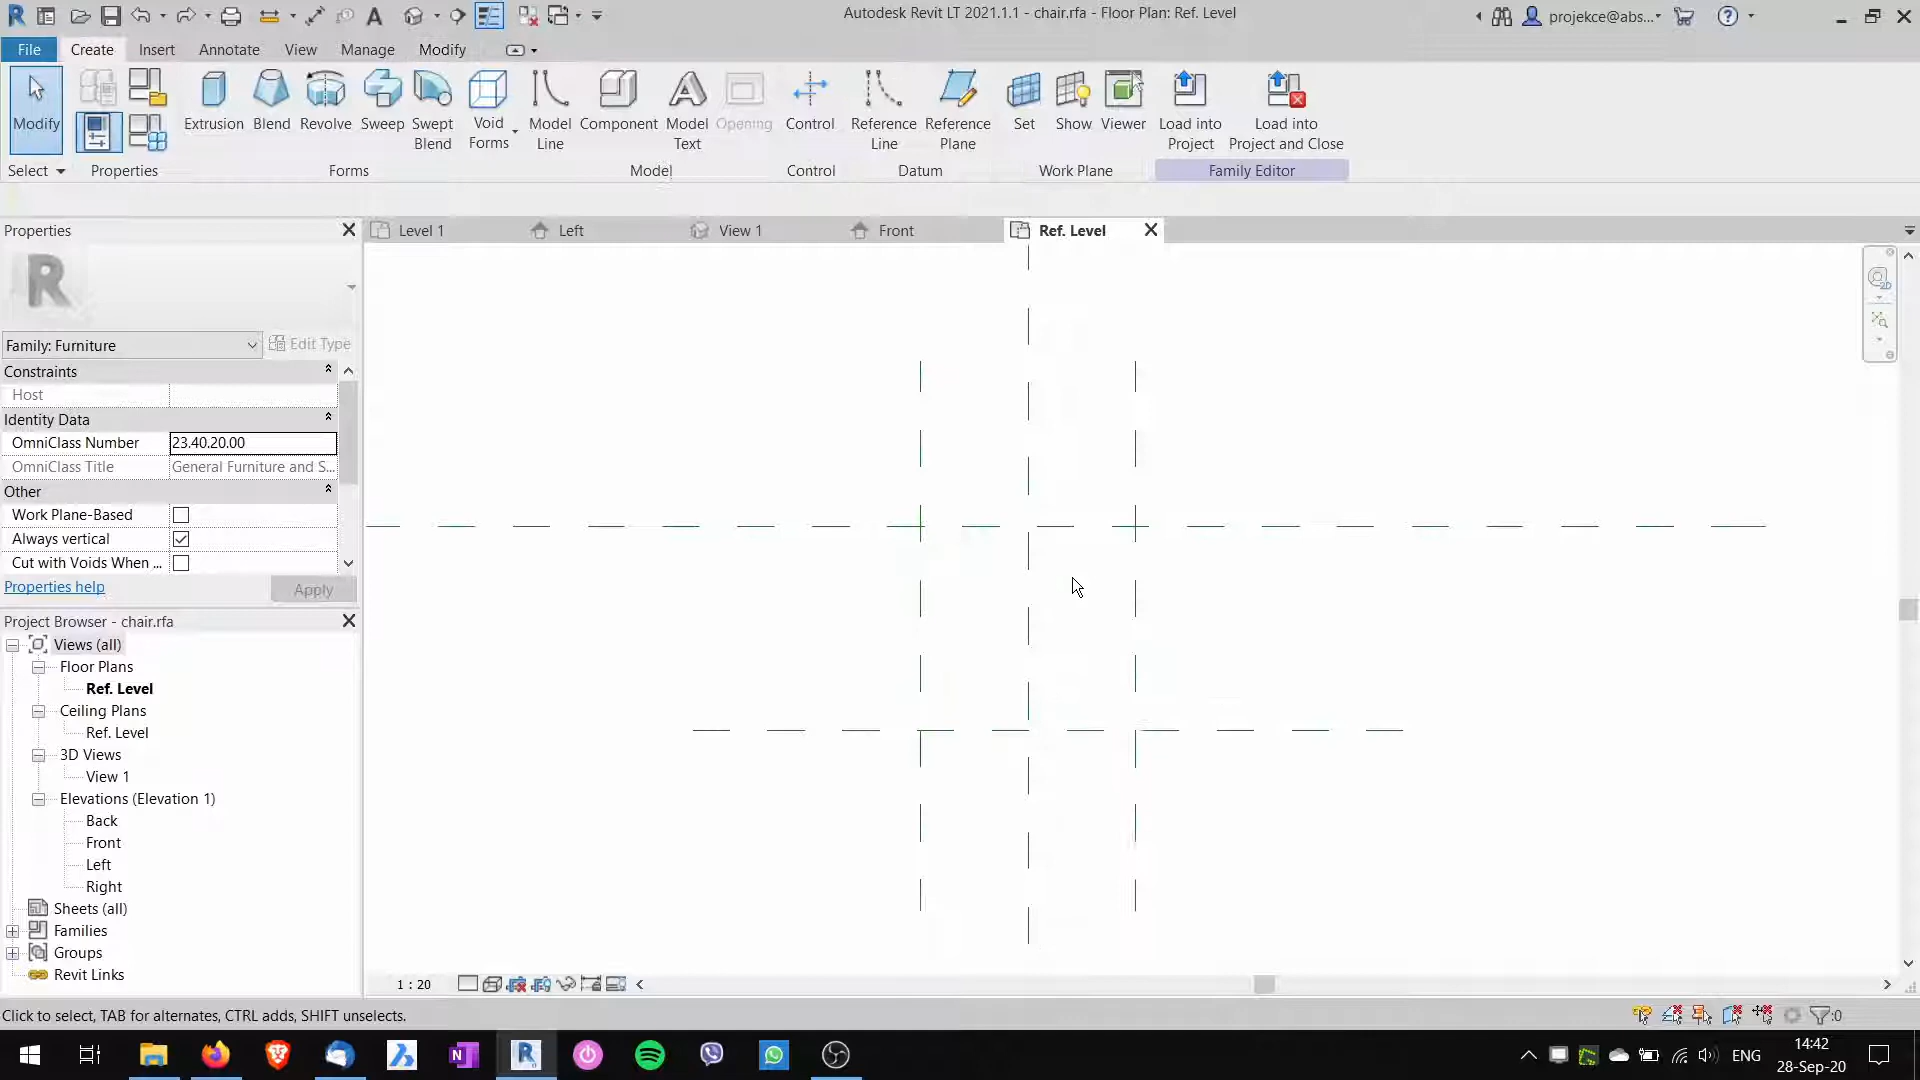 Autodesk Revit LT 2021.1.1 - chair.rfa - Floor Plan: Ref. Level
projekce@abs...
File
Create
Insert
Annotate
View
Manage
Modify
Modify
Extrusion
Blend
Revolve
Sweep
Swept
Blend
Void
Forms
Model
Line
Component
Model
Text
Opening
Control
Reference
Line
Reference
Plane
Set
Show
Viewer
Load into
Project
Load into
Project and Close
Select
Properties
Forms
Model
Control
Datum
Work Plane
Family Editor
Properties
Level 1
Left
View 1
Front
Ref. Level
R
Family: Furniture
Edit Type
Constraints
Host
Identity Data
OmniClass Number
23.40.20.00
OmniClass Title
General Furniture and S...
Other
Work Plane-Based
Always vertical
Cut with Voids When ...
Properties help
Apply
Project Browser - chair.rfa
Views (all)
Floor Plans
Ref. Level
Ceiling Plans
Ref. Level
3D Views
View 1
Elevations (Elevation 1)
Back
Front
Left
Right
Sheets (all)
Families
Groups
Revit Links
1 : 20
Click to select, TAB for alternates, CTRL adds, SHIFT unselects.
:0
ENG
14:42
28-Sep-20